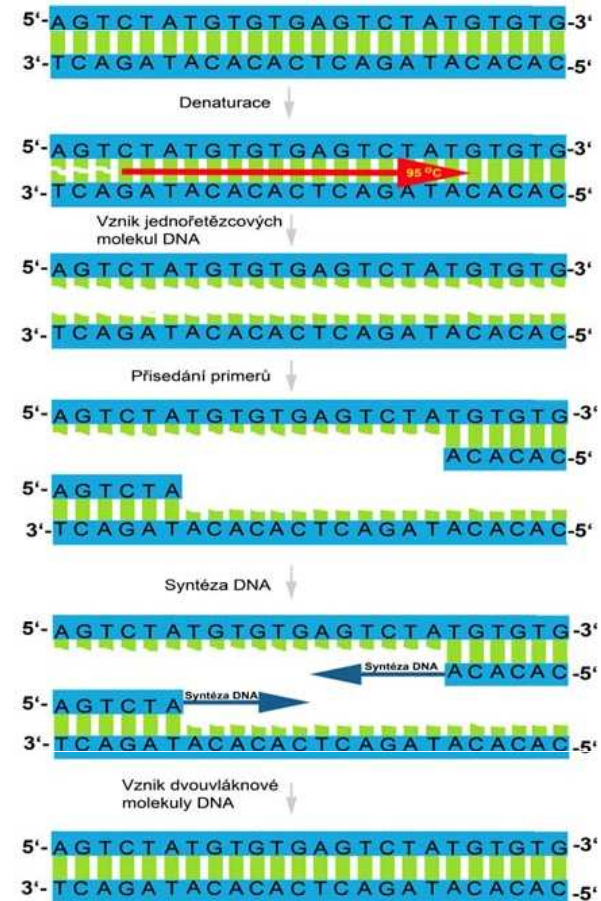 5'-AGTCTATGTGTGAGTCTATGTGTG-3'
3'-TCAGATACACACTCAGATACACAC-5'
Denaturace
5'-AGTCTATGTGTGAGTCTATGTGTG-3'
95 °C
3'-TCAGATACACACTCAGATACACAC-5'
Vznik jednořetězcových
molekul DNA
5'-AGTCTATGTGTGAGTCTATGTGTG-3'
3'-TCAGATACACACTCAGATACACAC-5'
Přisedání primerů
5'-AGTCTATGTGTGAGTCTATGTGTG-3'
ACACAC-5'
5'-AGTCTA
3'-TCAGATACACACTCAGATACACAC-5'
Syntéza DNA
5'-AGTCTATGTGTGAGTCTATGTGTG-3'
Syntéza DNA ACACAC-5'
5'-AGTCTA Syntéza DNA
3'-TCAGATACACACTCAGATACACAC-5'
Vznik dvouvláknové
molekuly DNA
5'-AGTCTATGTGTGAGTCTATGTGTG-3'
3'-TCAGATACACACTCAGATACACAC-5'